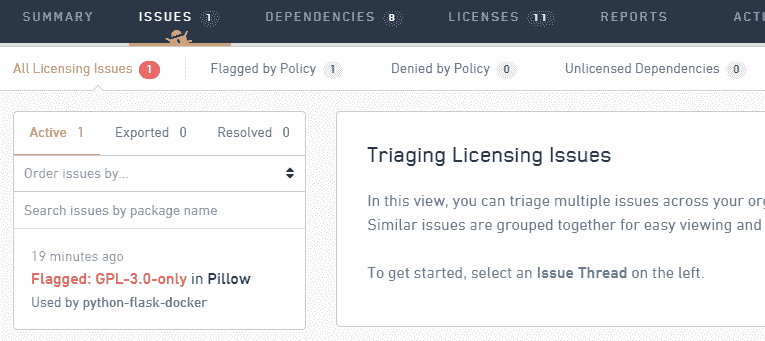 SUMMARY ISSUES 1 DEPENDENCIES 8 LICENSES 11 REPORTS ACT
All Licensing Issues 1 Flagged by Policy 1 Denied by Policy 0 Unlicensed Dependencies 0
Active 1 Exported 0 Resolved 0
Order issues by...
Search issues by package name
19 minutes ago
Flagged: GPL-3.0-only in Pillow
Used by python-flask-docker
Triaging Licensing Issues
In this view, you can triage multiple issues across your org
Similar issues are grouped together for easy viewing and
To get started, select an Issue Thread on the left.